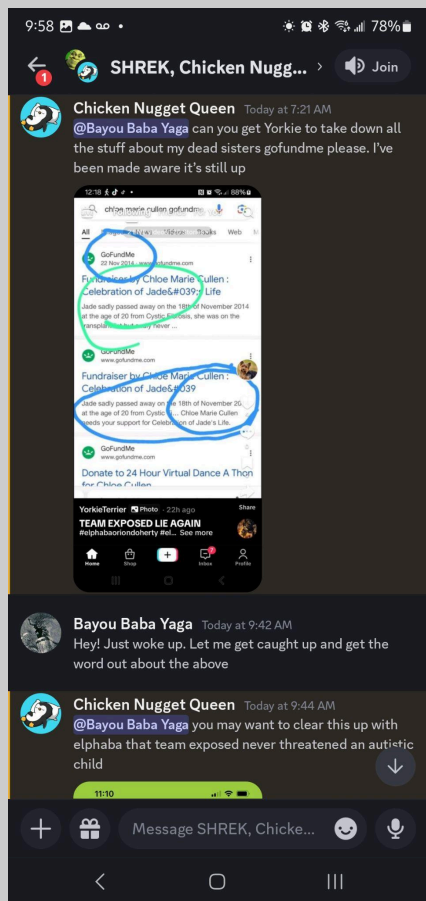 9:58
78%
1
SHREK, Chicken Nugg...
Join
Chicken Nugget Queen Today at 7:21 AM
@Bayou Baba Yaga can you get Yorkie to take down all
the stuff about my dead sisters gofundme please. I've
been made aware it's still up
12:18
88%
chloe marie cullen gofundme
All
News Videos Books Web
GoFundMe
22 Nov 2014 · www.gofundme.com
Fundraiser by Chloe Marie Cullen :
Celebration of Jade&#039;s Life
Jade sadly passed away on the 18th of November 2014
at the age of 20 from Cystic Fibrosis, she was on the
never ...
GoFundMe
www.gofundme.com
Fundraiser by Chloe Marie Cullen :
Celebration of Jade&#039
Jade sadly passed away on the 18th of November 20
at the age of 20 from Cystic Fi... Chloe Marie Cullen
needs your support for Celebration of Jade's Life.
GoFundMe
www.gofundme.com
Donate to 24 Hour Virtual Dance A Thon
for Chloe Cullen
YorkieTerrier Photo · 22h ago
Share
TEAM EXPOSED LIE AGAIN
#elphabaoriondoherty #el... See more
Home Shop Inbox Profile
Bayou Baba Yaga Today at 9:42 AM
Hey! Just woke up. Let me get caught up and get the
word out about the above
Chicken Nugget Queen Today at 9:44 AM
@Bayou Baba Yaga you may want to clear this up with
elphaba that team exposed never threatened an autistic
child
11:10
Message SHREK, Chicke...